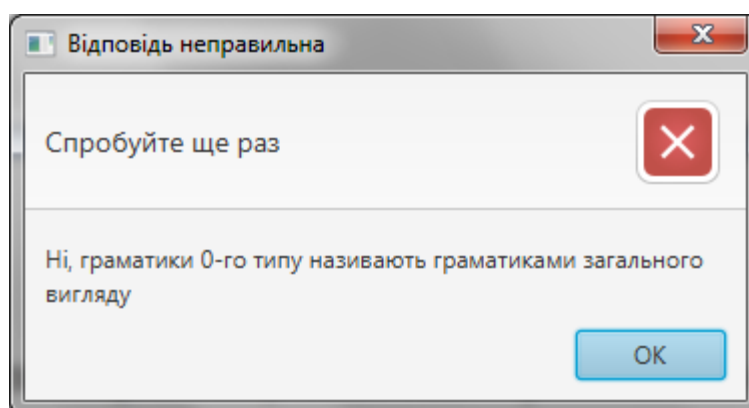 Відповідь неправильна
Спробуйте ще раз
Ні, граматики 0-го типу називають граматиками загального
вигляду
OK